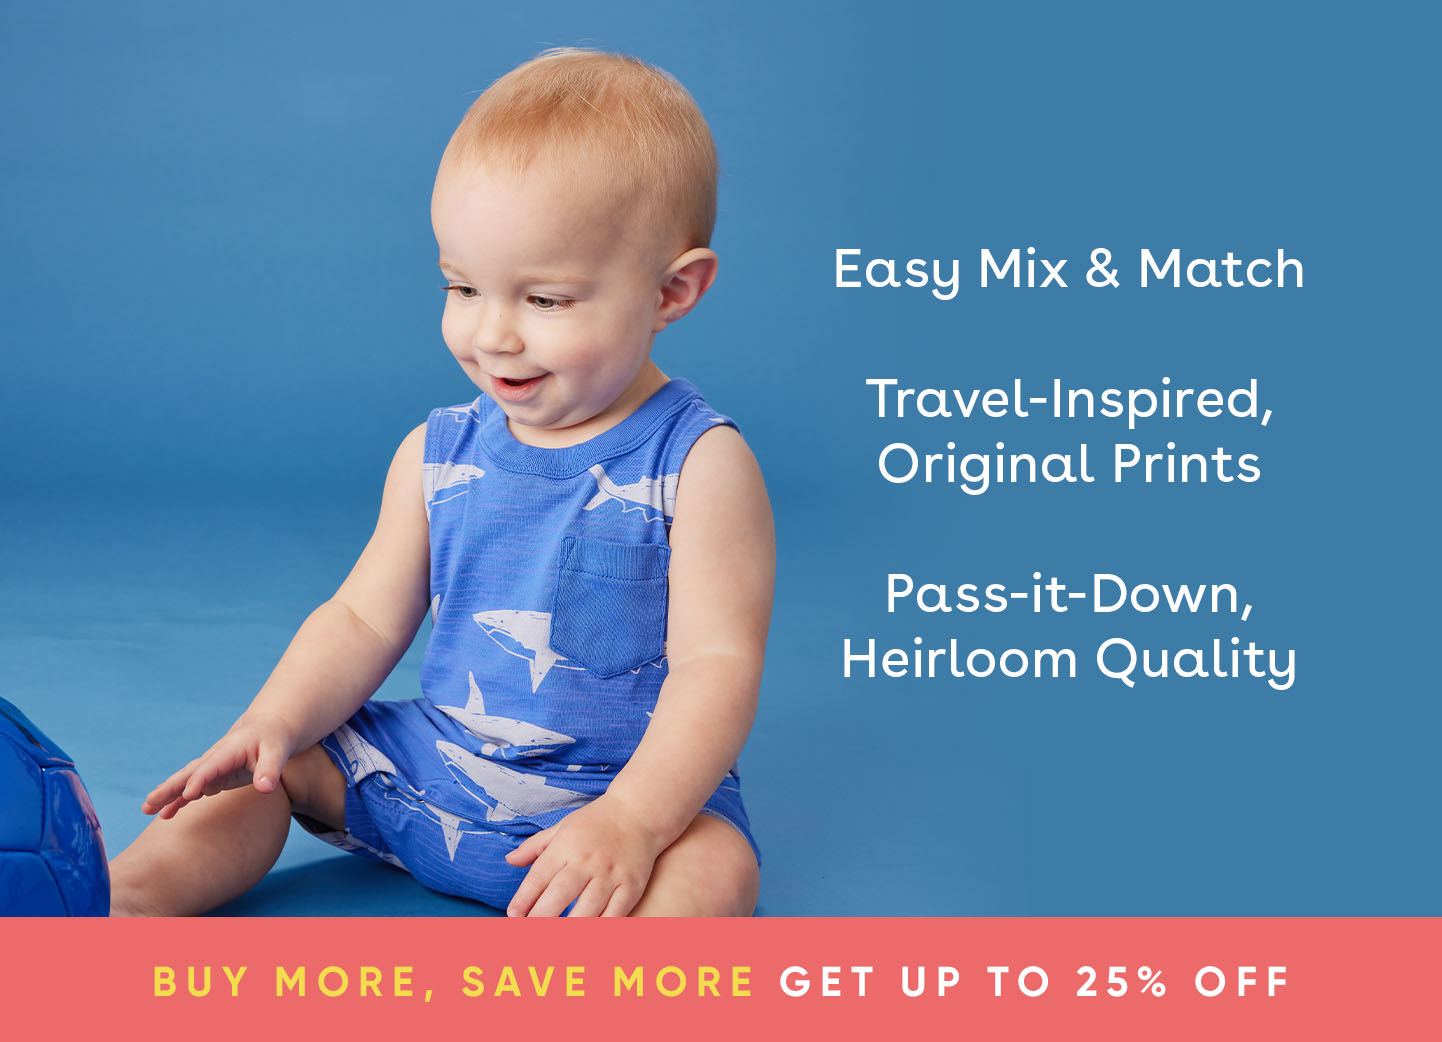 Easy Mix & Match
Travel-Inspired,
Original Prints
Pass-it-Down,
Heirloom Quality
BUY MORE, SAVE MORE GET UP TO 25% OFF